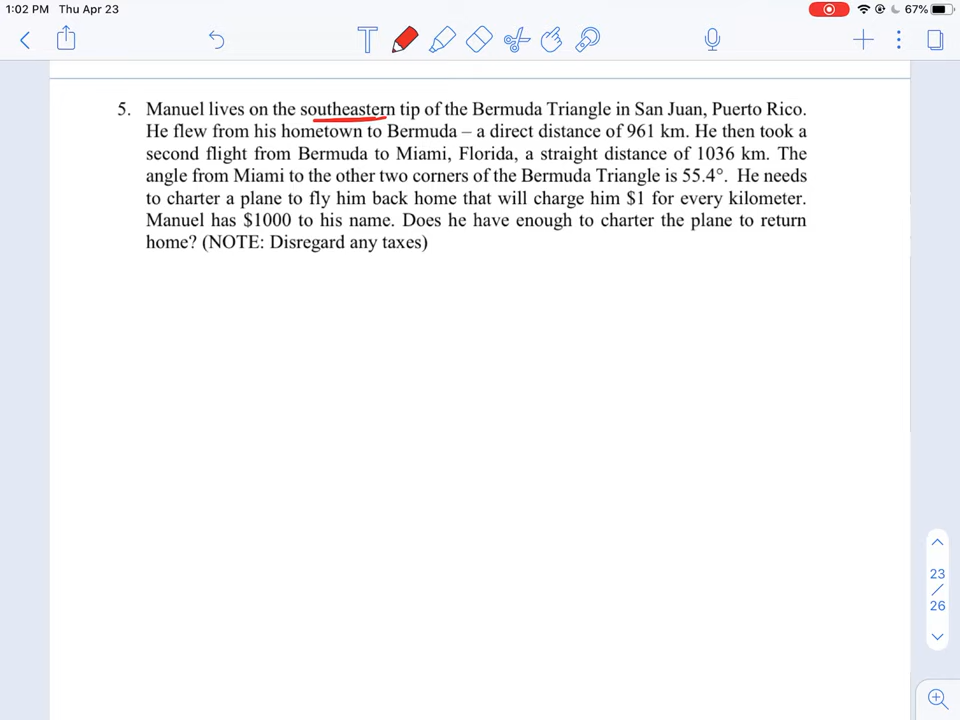 1:02 PM Thu Apr 23
67%
T
5. Manuel lives on the southeastern tip of the Bermuda Triangle in San Juan, Puerto Rico.
He flew from his hometown to Bermuda – a direct distance of 961 km. He then took a
second flight from Bermuda to Miami, Florida, a straight distance of 1036 km. The
angle from Miami to the other two corners of the Bermuda Triangle is 55.4°. He needs
to charter a plane to fly him back home that will charge him $1 for every kilometer.
Manuel has $1000 to his name. Does he have enough to charter the plane to return
home? (NOTE: Disregard any taxes)
23
/
26